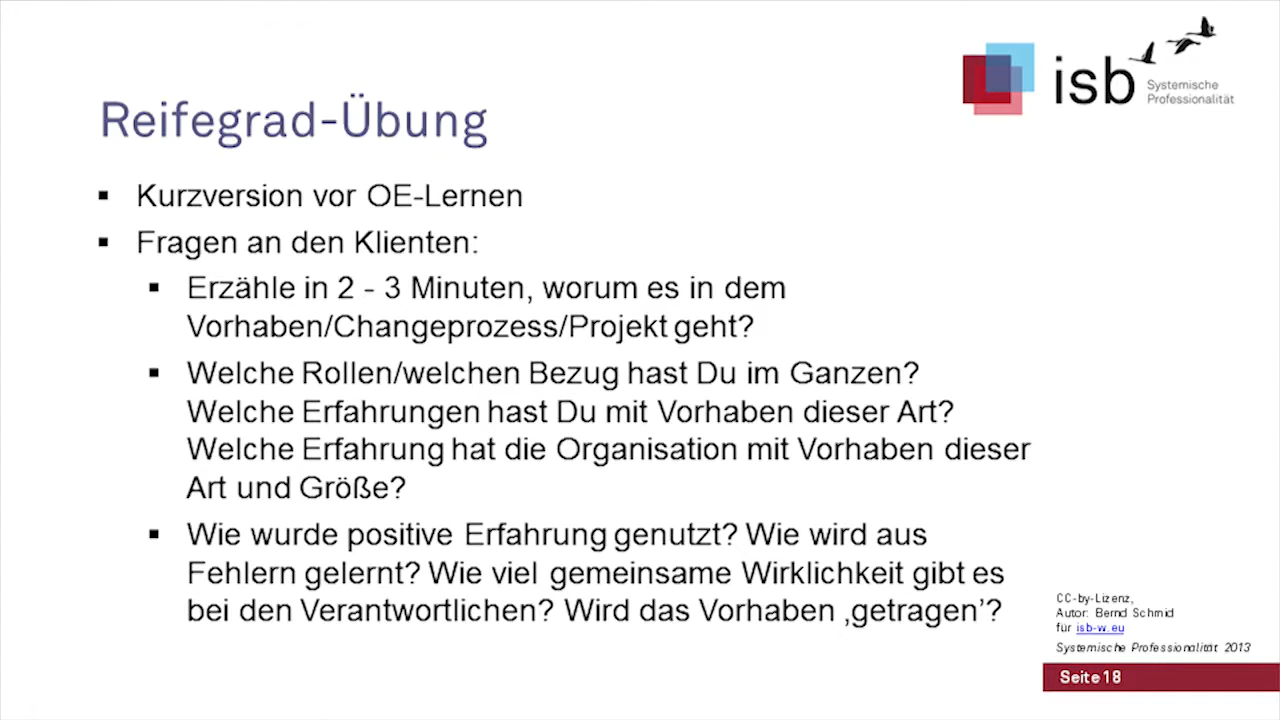 isb
Systemische
Professionalität
Reifegrad-Übung
▪ Kurzversion vor OE-Lernen
▪ Fragen an den Klienten:
▪ Erzähle in 2 - 3 Minuten, worum es in dem
Vorhaben/Changeprozess/Projekt geht?
▪ Welche Rollen/welchen Bezug hast Du im Ganzen?
Welche Erfahrungen hast Du mit Vorhaben dieser Art?
Welche Erfahrung hat die Organisation mit Vorhaben dieser
Art und Größe?
▪ Wie wurde positive Erfahrung genutzt? Wie wird aus
Fehlern gelernt? Wie viel gemeinsame Wirklichkeit gibt es
bei den Verantwortlichen? Wird das Vorhaben ‚getragen’?
CC-by-Lizenz,
Autor: Bernd Schmid
für isb-w.eu
Systemische Professionalität 2013
Seite 18